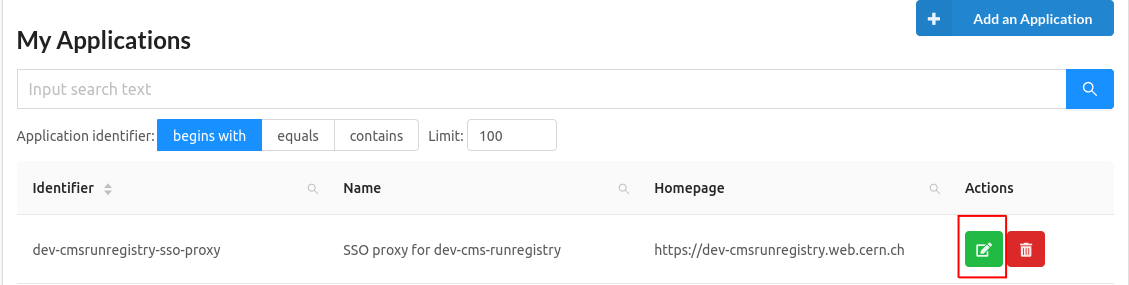 Add an Application
My Applications
Input search text
Application identifier: begins with equals contains Limit: 100
Identifier Name Homepage Actions
dev-cmsrunregistry-sso-proxy SSO proxy for dev-cms-runregistry https://dev-cmsrunregistry.web.cern.ch